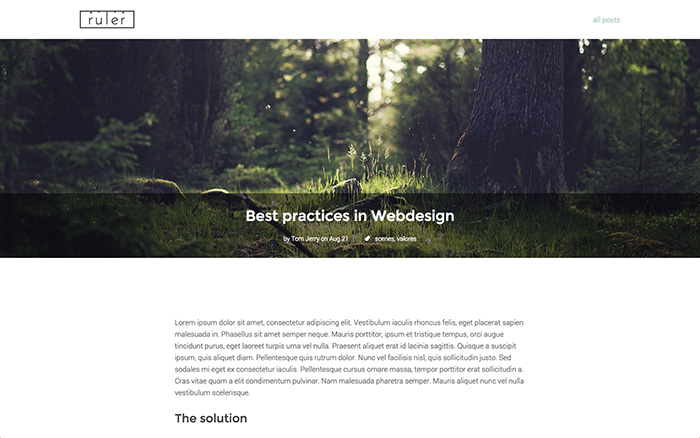 ruler
all posts
Best practices in Webdesign
by Tom Jerry on Aug 21 scenes, valores
Lorem ipsum dolor sit amet, consectetur adipiscing elit. Vestibulum iaculis rhoncus felis, eget placerat sapien
malesuada in. Phasellus sit amet semper neque. Mauris porttitor, ipsum et tristique tempus, orci augue
tincidunt purus, eget laoreet turpis urna vel nulla. Praesent aliquet erat id lacinia sagittis. Quisque a suscipit
ipsum, quis aliquet diam. Pellentesque quis rutrum dolor. Nunc vel facilisis nisl, quis sollicitudin justo. Sed
sodales mi eget ex consectetur iaculis. Pellentesque cursus ornare massa, tempor porttitor erat sollicitudin a.
Cras vitae quam a elit condimentum pulvinar. Nam malesuada pharetra semper. Mauris aliquet nunc vel nulla
vestibulum scelerisque.
The solution